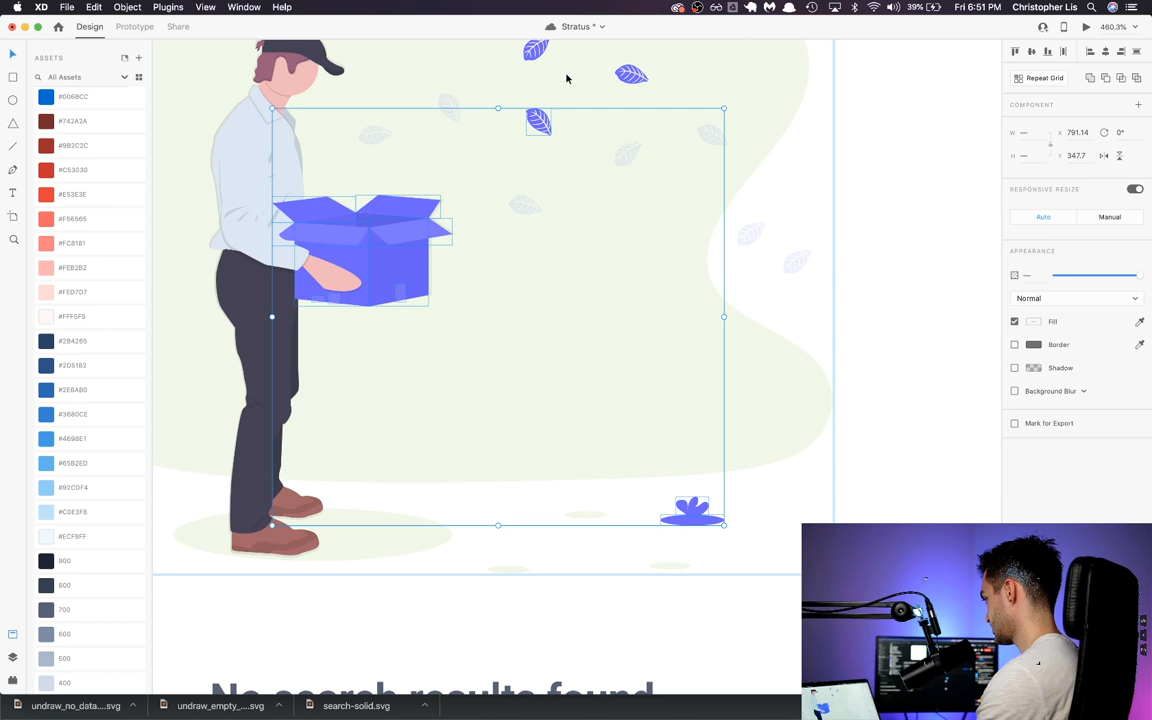 XD File Edit Object Plugins View Window Help
39% Fri 6:51 PM Christopher Lis
Design Prototype Share
Stratus *
460.3%
ASSETS
All Assets
#006BCC
#742A2A
#9B2C2C
#C53030
#E53E3E
#F56565
#FC8181
#FEB2B2
#FED7D7
#FFF5F5
#2B4265
#2D5182
#2E6AB0
#3680CE
#4698E1
#65B2ED
#92CDF4
#C0E3F8
#ECF8FF
900
800
700
600
500
400
Repeat Grid
COMPONENT
W — X 791.14 0°
H — Y 347.7
RESPONSIVE RESIZE
Auto Manual
APPEARANCE
—
Normal
Fill
Border
Shadow
Background Blur
Mark for Export
No search results found
undraw_no_data....svg undraw_empty_....svg search-solid.svg